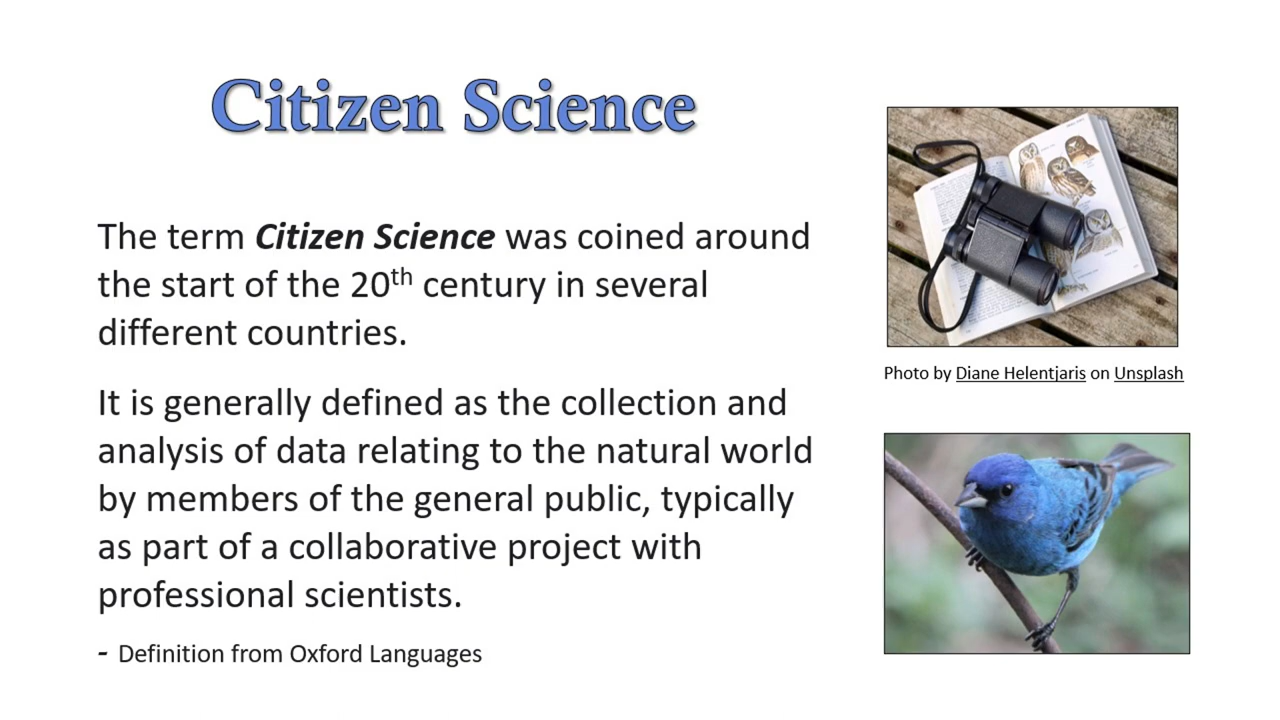 Citizen Science
The term Citizen Science was coined around
the start of the 20th century in several
different countries.
It is generally defined as the collection and
analysis of data relating to the natural world
by members of the general public, typically
as part of a collaborative project with
professional scientists.
- Definition from Oxford Languages
Photo by Diane Helentjaris on Unsplash